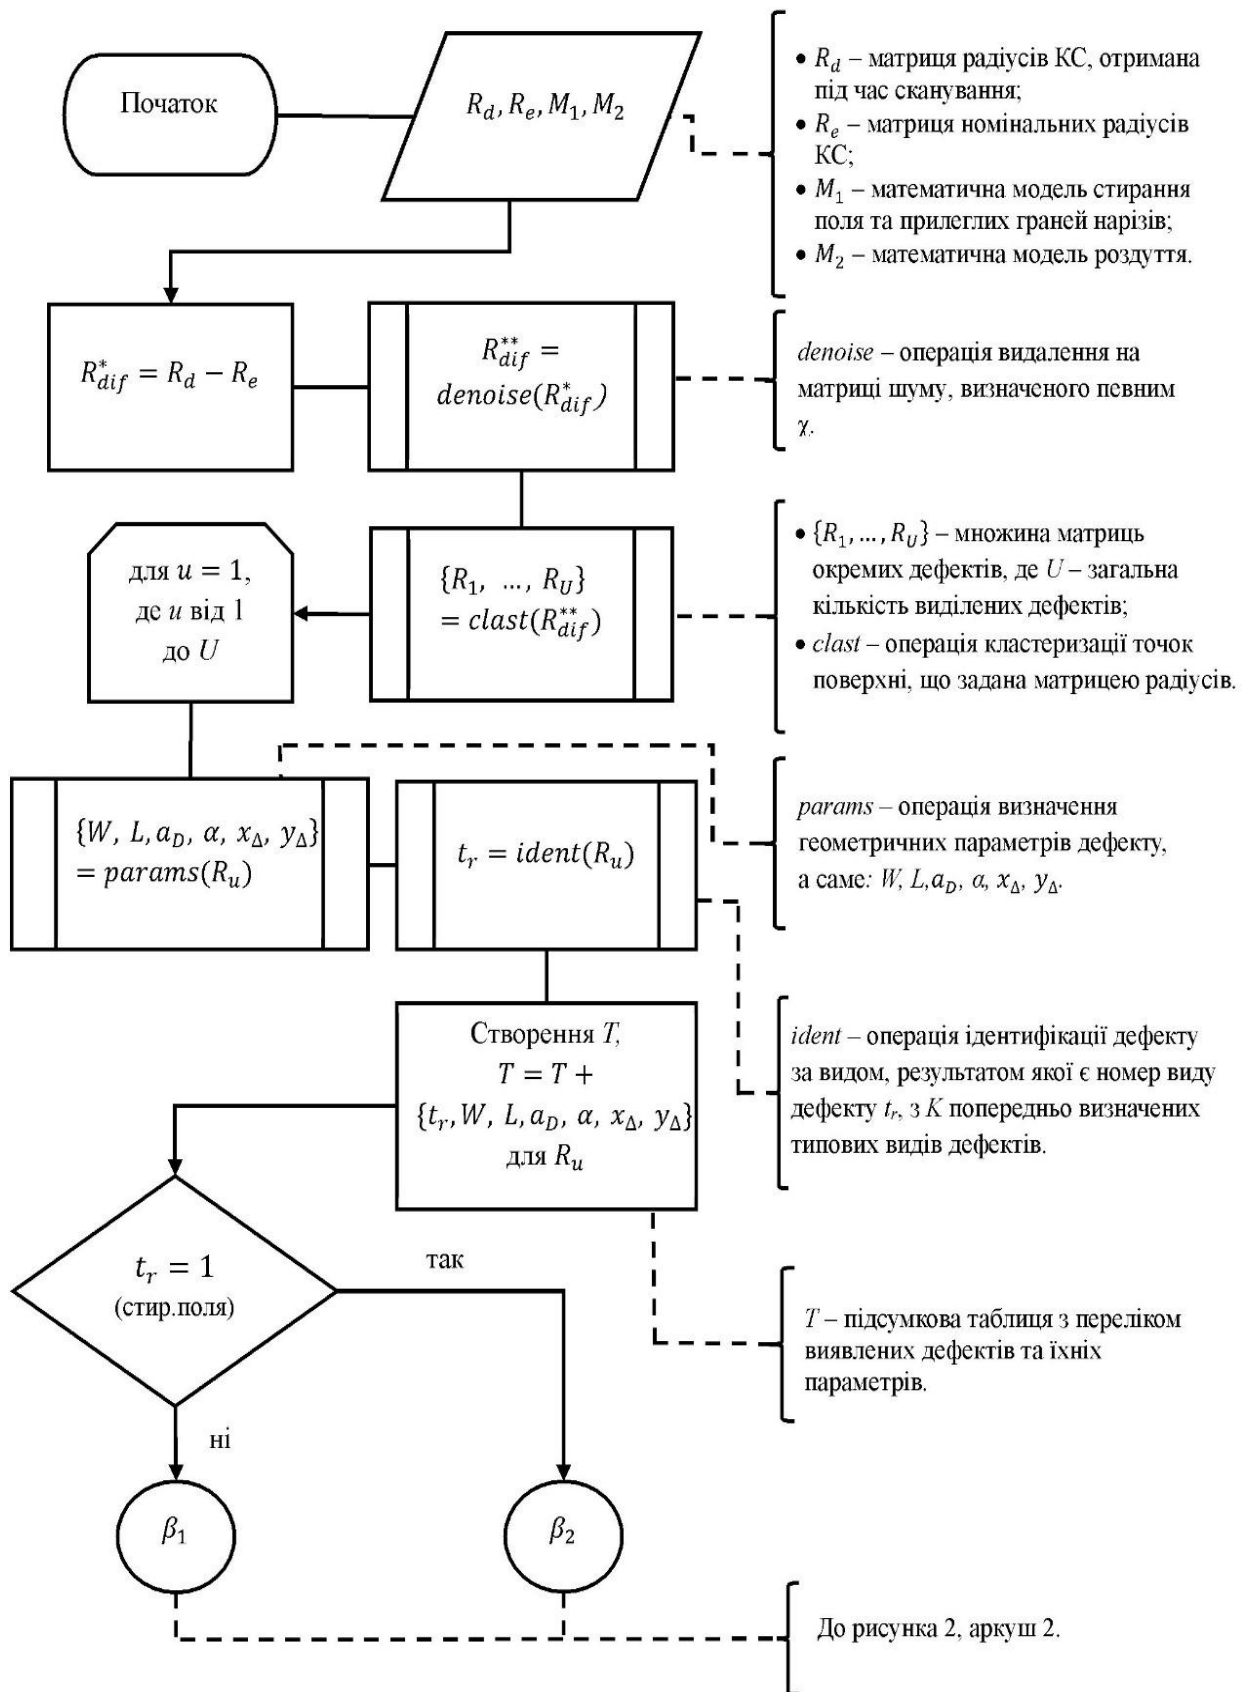 Початок
R_d, R_e, M_1, M_2
• R_d – матриця радіусів КС, отримана
під час сканування;
• R_e – матриця номінальних радіусів
КС;
• M_1 – математична модель стирання
поля та прилеглих граней нарізів;
• M_2 – математична модель роздуття.
R^*_{dif} = R_d − R_e
R^{**}_{dif} =
denoise(R^*_{dif})
denoise – операція видалення на
матриці шуму, визначеного певним
χ.
для u = 1,
де u від 1
до U
{R_1, …, R_U}
= clast(R^{**}_{dif})
• {R_1, …, R_U} – множина матриць
окремих дефектів, де U – загальна
кількість виділених дефектів;
• clast – операція кластеризації точок
поверхні, що задана матрицею радіусів.
{W, L, a_D, α, x_Δ, y_Δ}
= params(R_u)
t_r = ident(R_u)
params – операція визначення
геометричних параметрів дефекту,
а саме: W, L, a_D, α, x_Δ, y_Δ.
Створення T,
T = T +
{t_r, W, L, a_D, α, x_Δ, y_Δ}
для R_u
ident – операція ідентифікації дефекту
за видом, результатом якої є номер виду
дефекту t_r, з K попередньо визначених
типових видів дефектів.
t_r = 1
(стир.поля)
так
ні
T – підсумкова таблиця з переліком
виявлених дефектів та їхніх
параметрів.
β_1
β_2
До рисунка 2, аркуш 2.